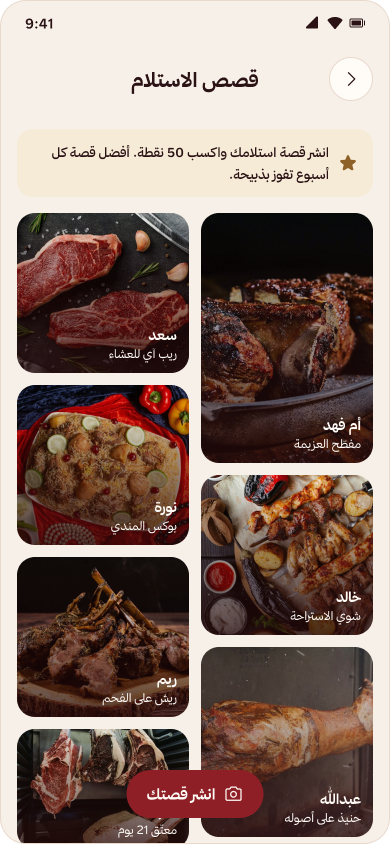 9:41
قصص الاستلام
انشر قصة استلامك واكسب 50 نقطة. أفضل قصة كل
أسبوع تفوز بذبيحة.
سعد
ريب آي للعشاء
أم فهد
مفطّح العزيمة
نورة
بوكس المندي
خالد
شوي الاستراحة
ريم
ريش على الفحم
عبدالله
حنيذ على أصوله
انشر قصتك
معتّق 21 يوم